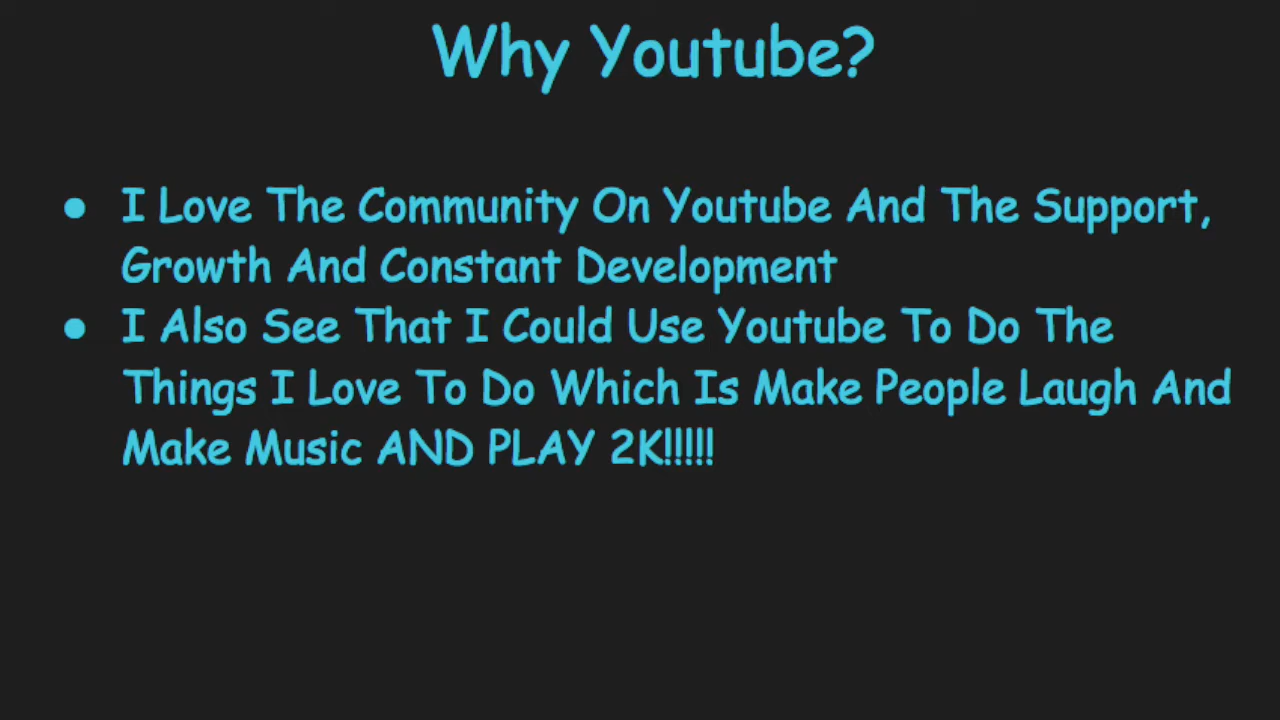 Why Youtube?
● I Love The Community On Youtube And The Support,
Growth And Constant Development
● I Also See That I Could Use Youtube To Do The
Things I Love To Do Which Is Make People Laugh And
Make Music AND PLAY 2K!!!!!